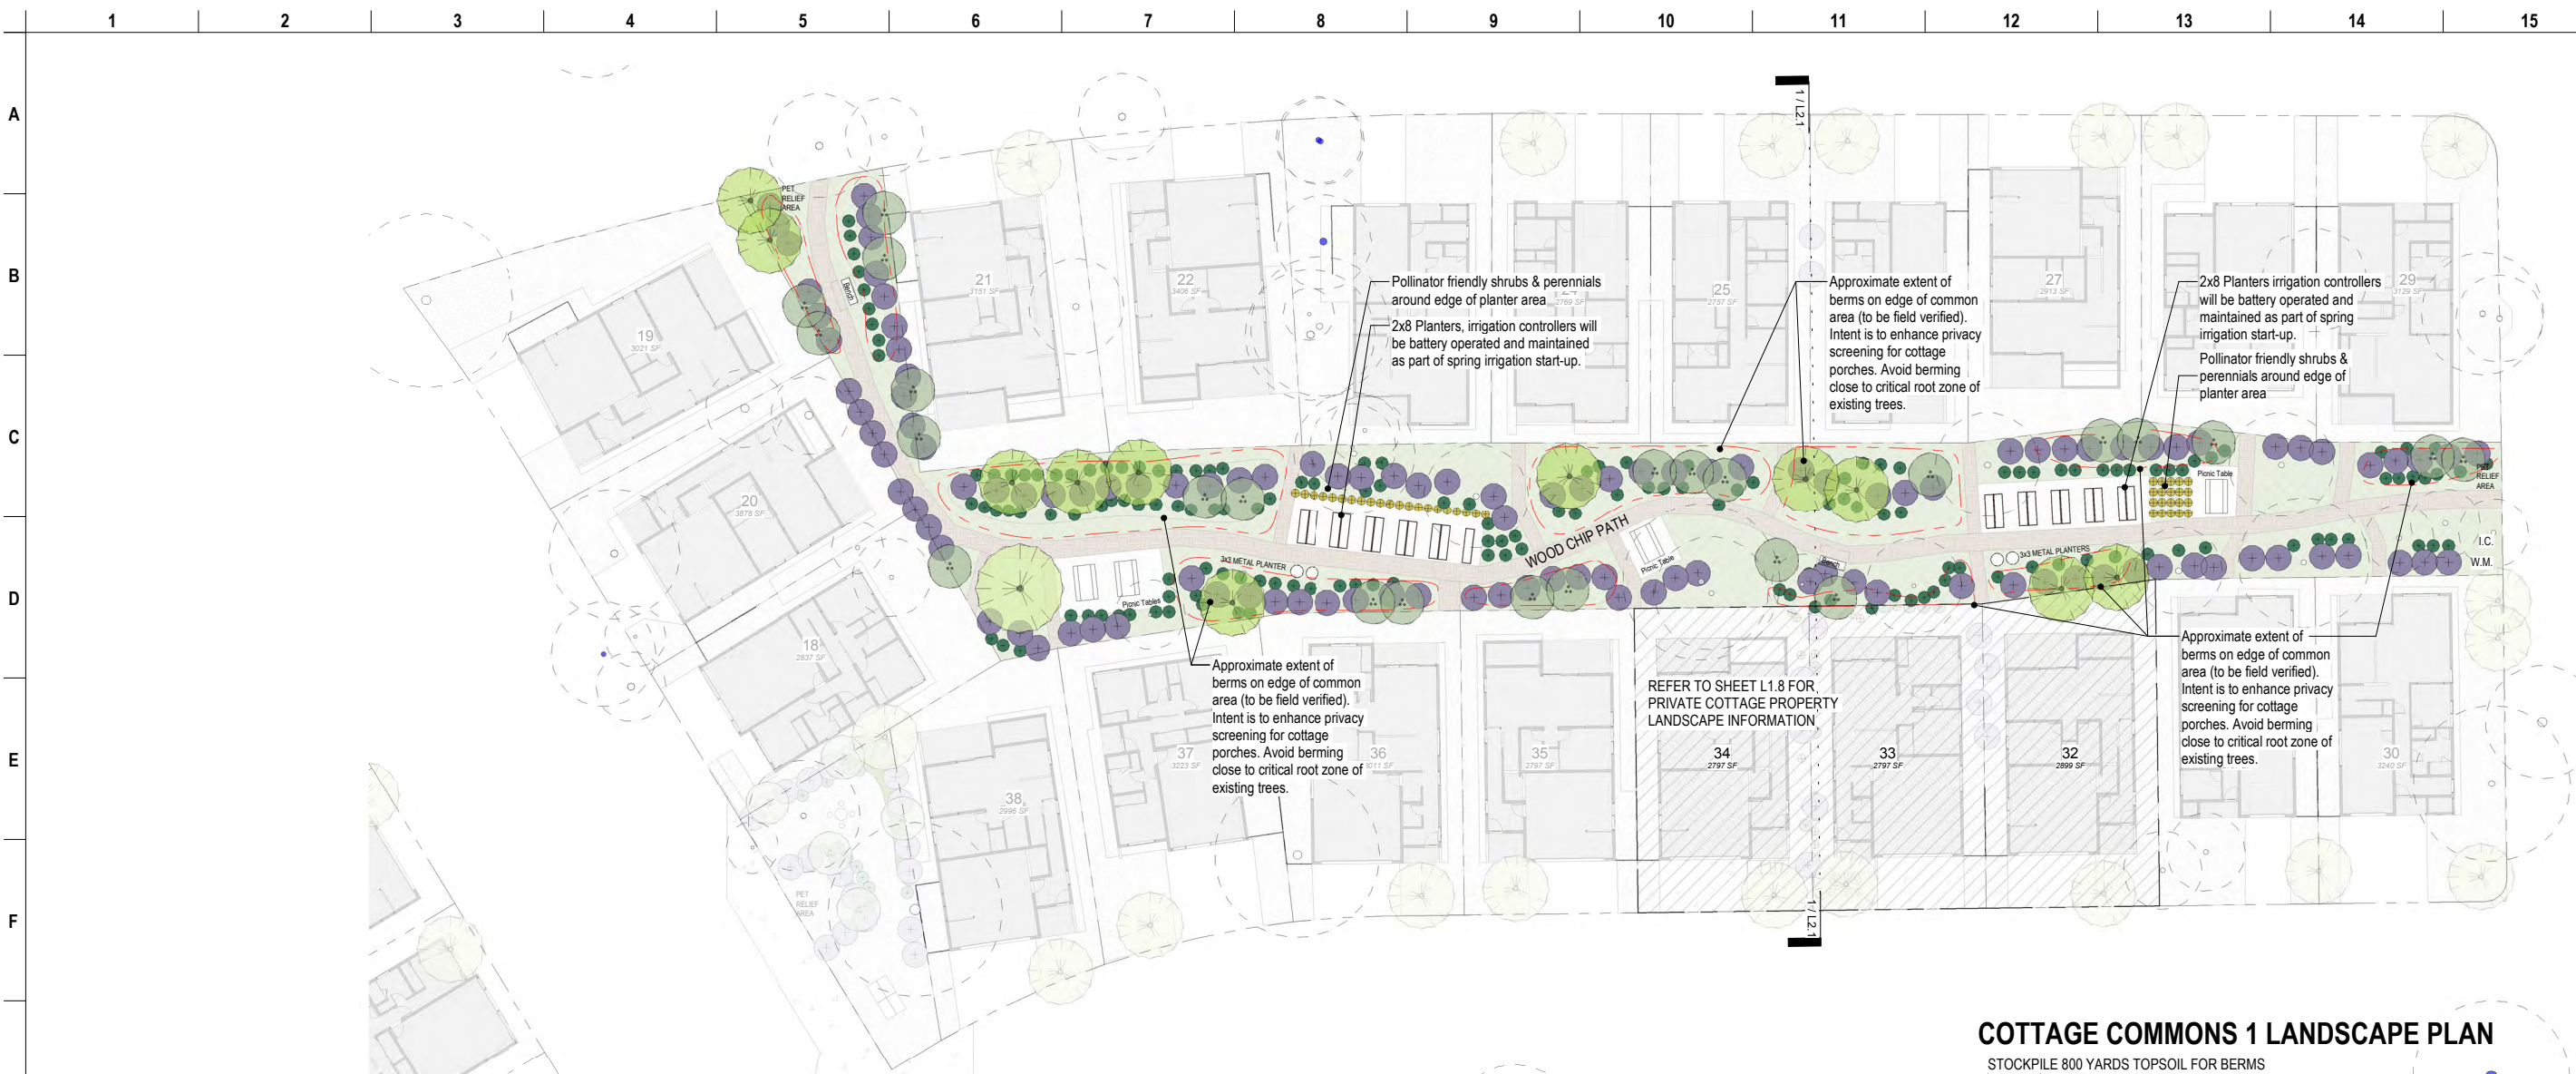 1 2 3 4 5 6 7 8 9 10 11 12 13 14 15
A
B
C
D
E
F
1 / L2.1
PET
RELIEF
AREA
Bench
19
3021 SF
20
3878 SF
18
2837 SF
21
3151 SF
22
3406 SF
2769 SF
25
2757 SF
27
2913 SF
29
3129 SF
Pollinator friendly shrubs & perennials
around edge of planter area
2x8 Planters, irrigation controllers will
be battery operated and maintained
as part of spring irrigation start-up.
Approximate extent of
berms on edge of common
area (to be field verified).
Intent is to enhance privacy
screening for cottage
porches. Avoid berming
close to critical root zone of
existing trees.
2x8 Planters irrigation controllers
will be battery operated and
maintained as part of spring
irrigation start-up.
Pollinator friendly shrubs &
perennials around edge of
planter area
Picnic Table
PET
RELIEF
AREA
WOOD CHIP PATH
3x3 METAL PLANTER
Picnic Tables
Picnic Table
Bench
3x3 METAL PLANTERS
I.C.
W.M.
Approximate extent of
berms on edge of common
area (to be field verified).
Intent is to enhance privacy
screening for cottage
porches. Avoid berming
close to critical root zone of
existing trees.
REFER TO SHEET L1.8 FOR
PRIVATE COTTAGE PROPERTY
LANDSCAPE INFORMATION
Approximate extent of
berms on edge of common
area (to be field verified).
Intent is to enhance privacy
screening for cottage
porches. Avoid berming
close to critical root zone of
existing trees.
38
2996 SF
37
3223 SF
36
35
2797 SF
34
2797 SF
33
2797 SF
32
2899 SF
30
3240 SF
PET
RELIEF
AREA
1 / L2.1
COTTAGE COMMONS 1 LANDSCAPE PLAN
STOCKPILE 800 YARDS TOPSOIL FOR BERMS